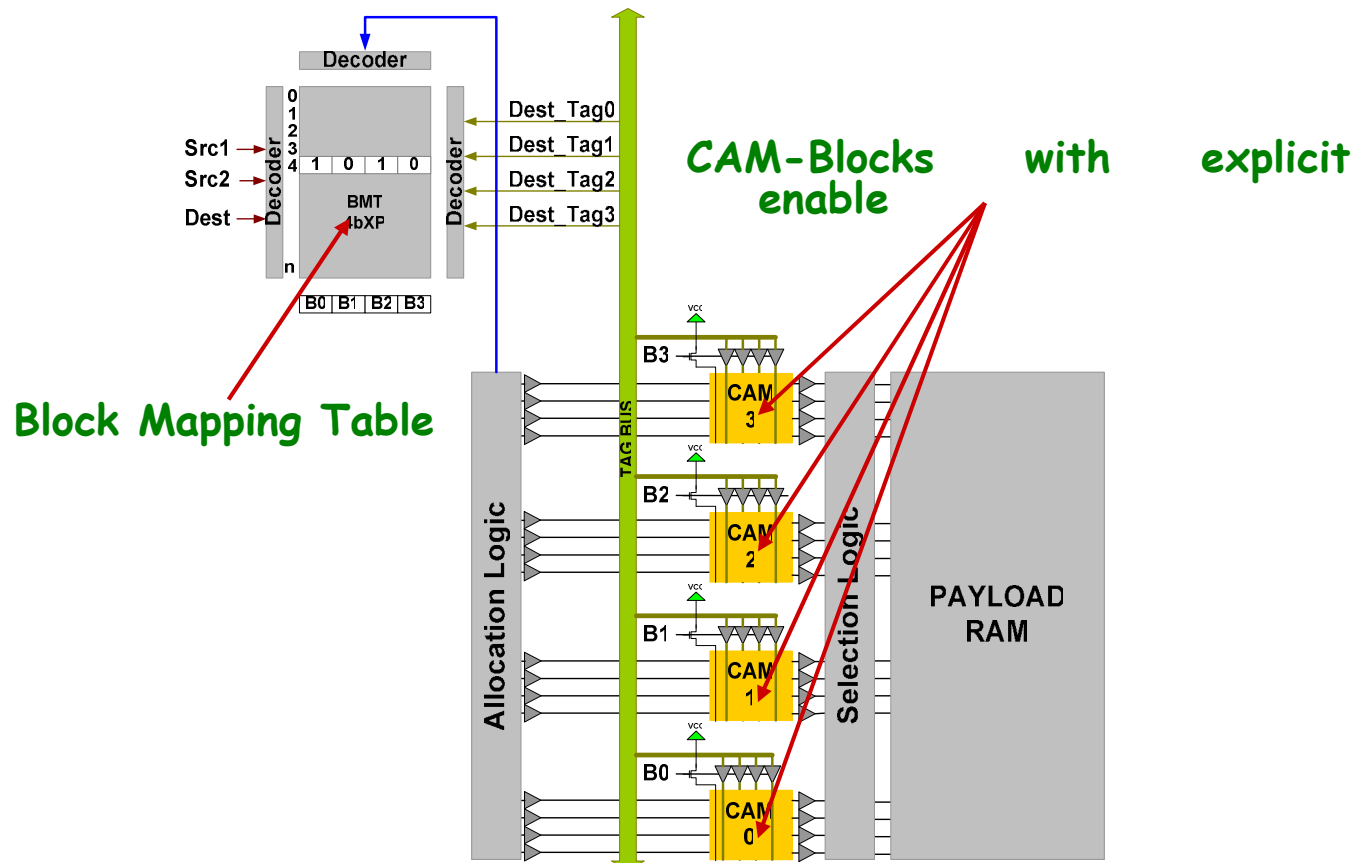 Decoder
0
1
2
3
4
n
Decoder
Src1
Src2
Dest
1 0 1 0
BMT
4bXP
Decoder
Dest_Tag0
Dest_Tag1
Dest_Tag2
Dest_Tag3
B0 B1 B2 B3
CAM-Blocks with explicit
enable
Block Mapping Table
Allocation Logic
TAG BUS
vcc
B3
CAM
3
vcc
B2
CAM
2
vcc
B1
CAM
1
vcc
B0
CAM
0
Selection Logic
PAYLOAD
RAM